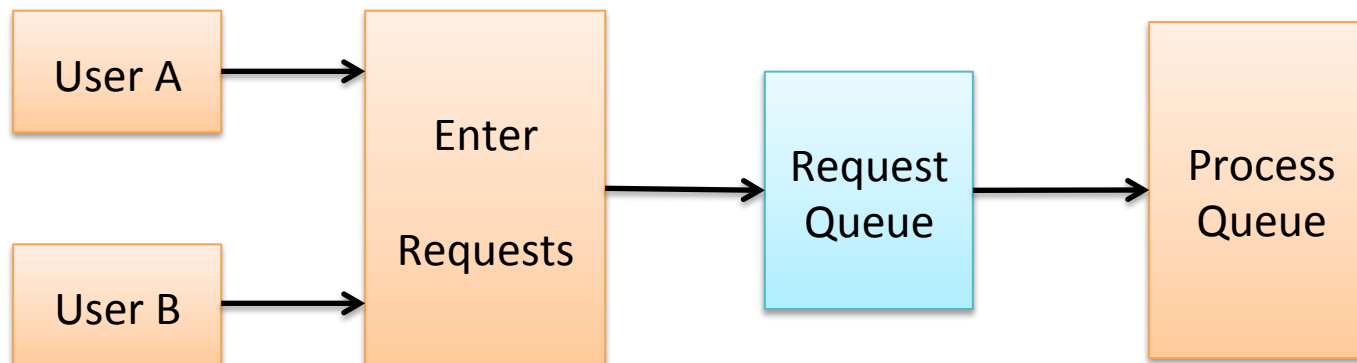 User A
Enter
Requests
User B
Request
Queue
Process
Queue